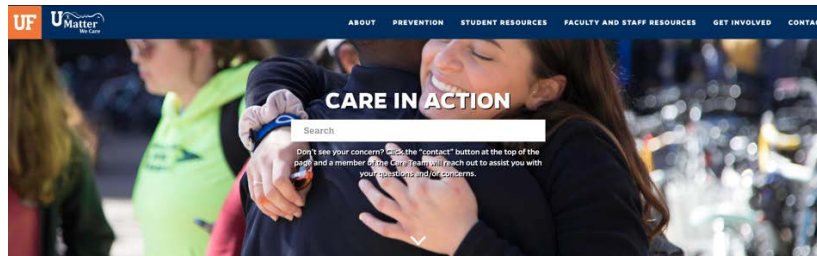 UF
U Matter
We Care
ABOUT PREVENTION STUDENT RESOURCES FACULTY AND STAFF RESOURCES GET INVOLVED CONTAC
CARE IN ACTION
Search
Don't see your concern? Click the "contact" button at the top of the
page and a member of the Care Team will reach out to assist you with
your questions and/or concerns.